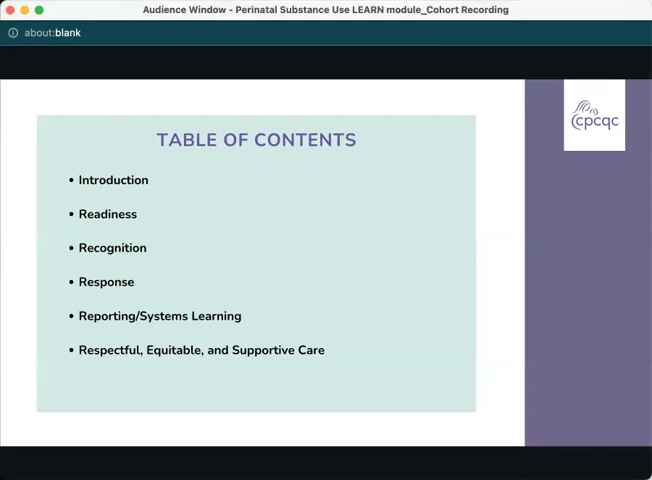 Audience Window - Perinatal Substance Use LEARN module_Cohort Recording
about:blank
cpcqc
TABLE OF CONTENTS
• Introduction
• Readiness
• Recognition
• Response
• Reporting/Systems Learning
• Respectful, Equitable, and Supportive Care